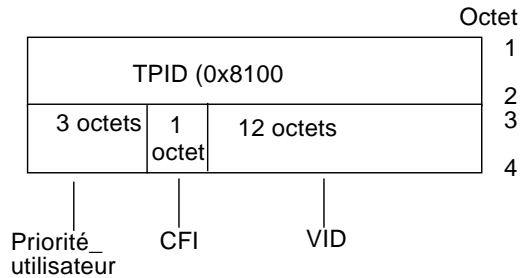 Octet
1
TPID (0x8100
2
3 octets
1
octet
12 octets
3
4
Priorité_
utilisateur
CFI
VID